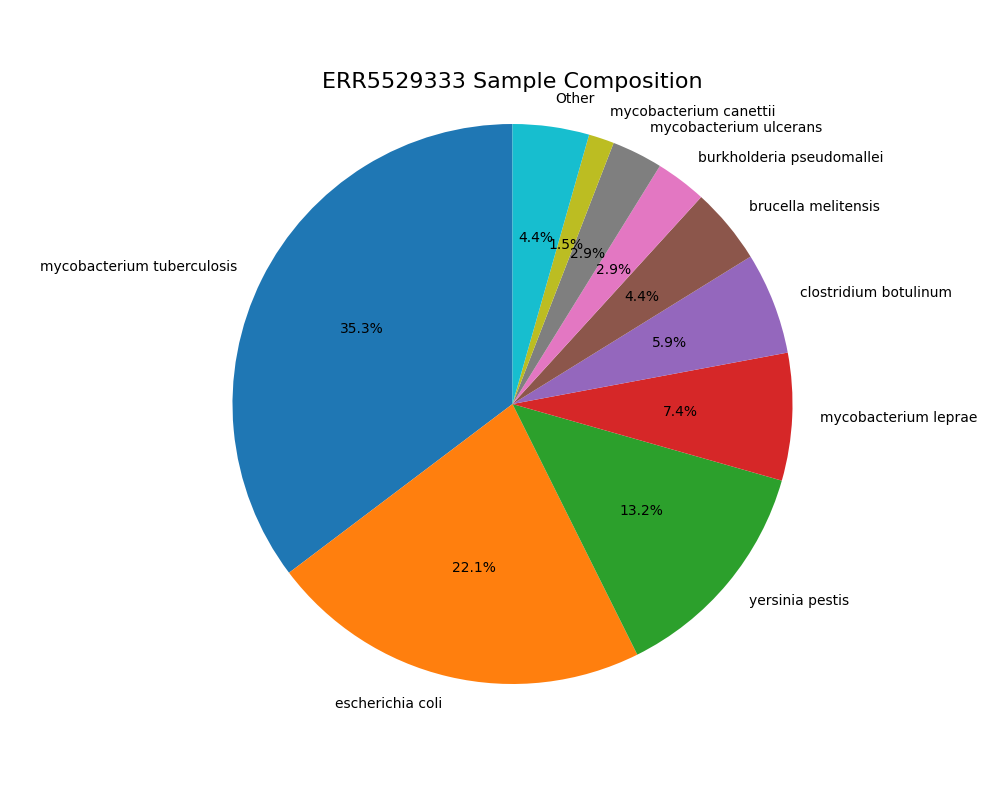 ERR5529333 Sample Composition
Other
mycobacterium canettii
mycobacterium ulcerans
burkholderia pseudomallei
brucella melitensis
clostridium botulinum
mycobacterium leprae
yersinia pestis
escherichia coli
mycobacterium tuberculosis
4.4%
1.5%
2.9%
2.9%
4.4%
5.9%
7.4%
13.2%
22.1%
35.3%